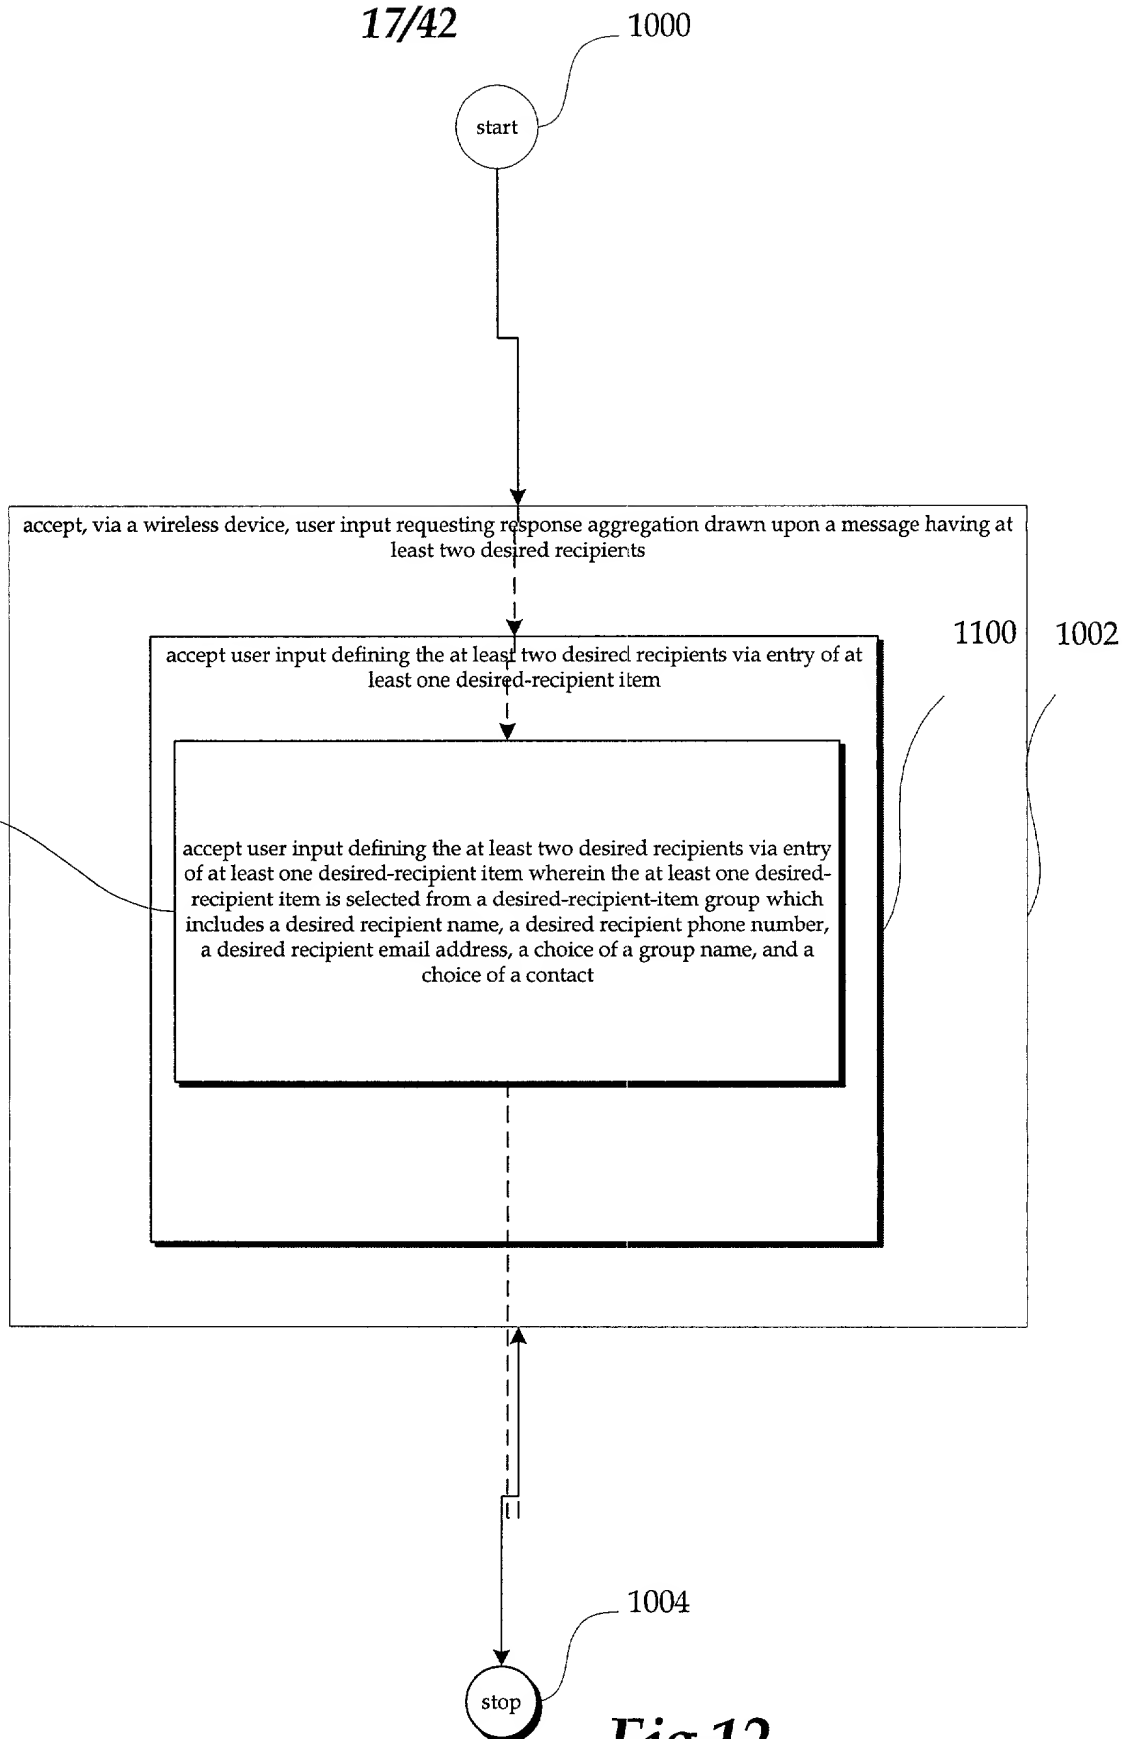 17/42
1000
start
accept, via a wireless device, user input requesting response aggregation drawn upon a message having at
least two desired recipients
1100
1002
accept user input defining the at least two desired recipients via entry of at
least one desired-recipient item
accept user input defining the at least two desired recipients via entry
of at least one desired-recipient item wherein the at least one desired-
recipient item is selected from a desired-recipient-item group which
includes a desired recipient name, a desired recipient phone number,
a desired recipient email address, a choice of a group name, and a
choice of a contact
1004
stop
Fig 12